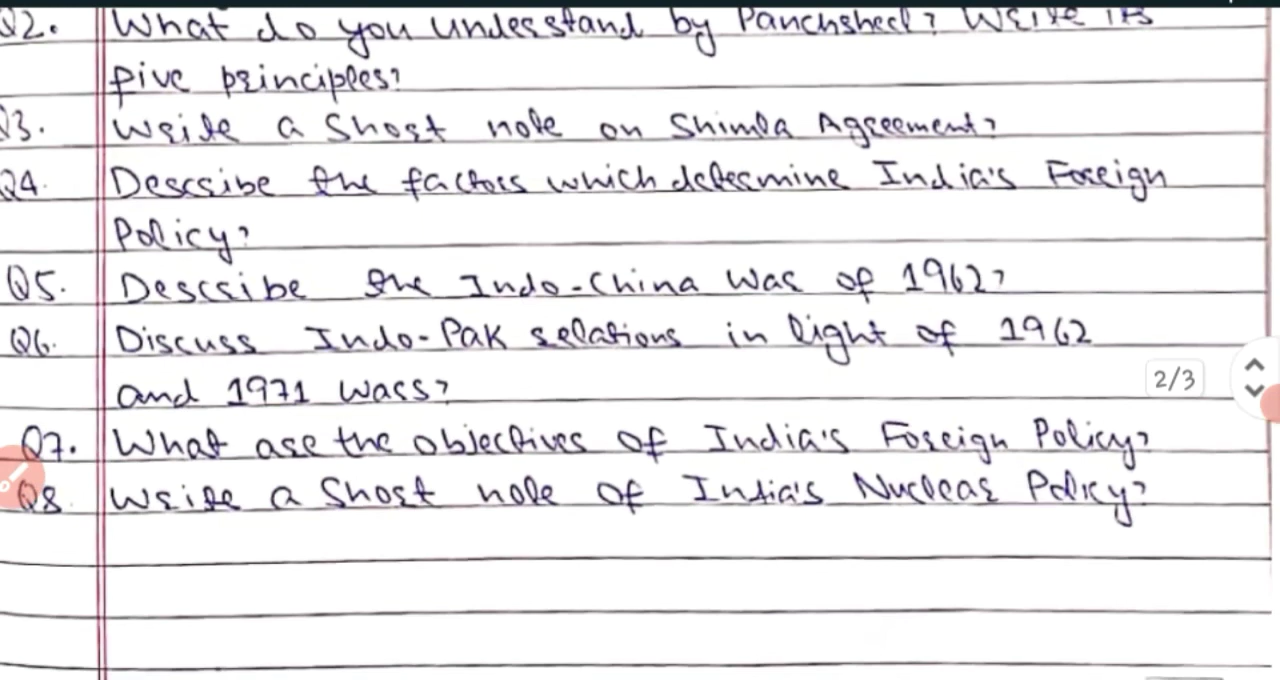 Q2. What do you understand by Panchsheel? Write its
five principles?
Q3. Write a Short note on Shimla Agreement?
Q4. Describe the factors which determine India's Foreign
Policy?
Q5. Describe the Indo-China War of 1962?
Q6. Discuss Indo-Pak relations in light of 1962
and 1971 wars?
2/3
Q7. What are the objectives of India's Foreign Policy?
Q8. Write a Short note of India's Nuclear Policy?